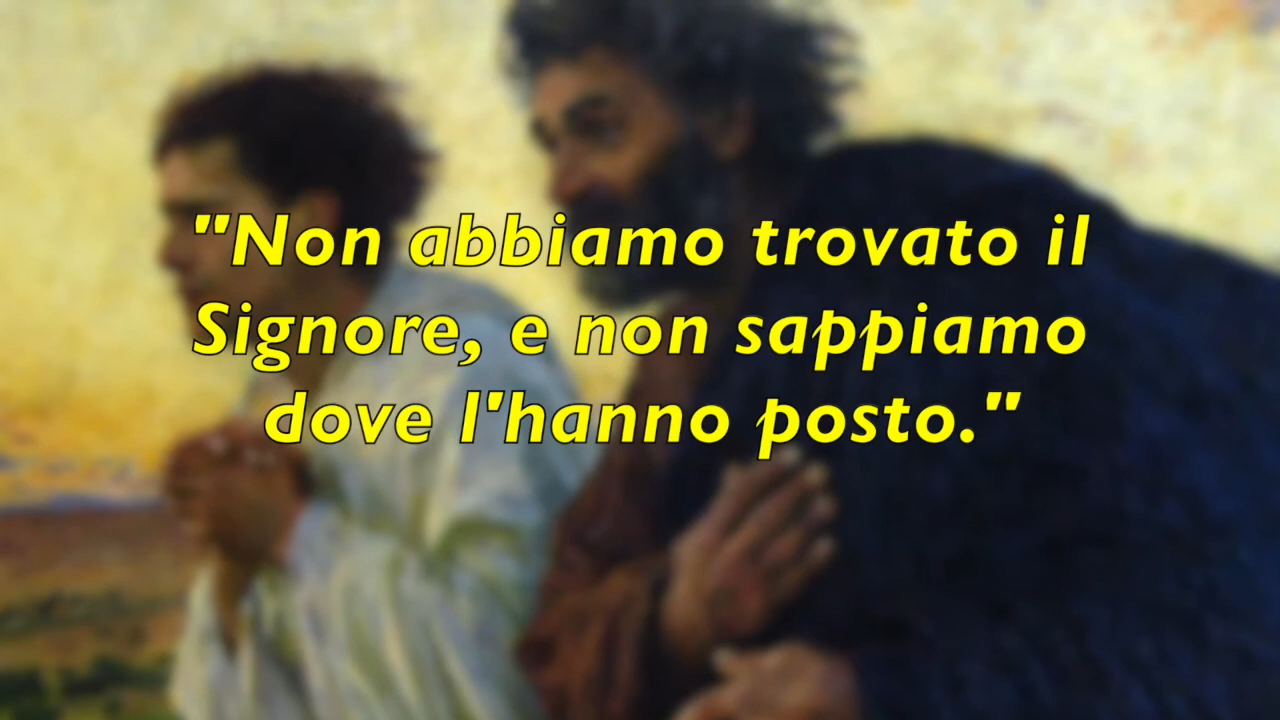 "Non abbiamo trovato il
Signore, e non sappiamo
dove l'hanno posto."